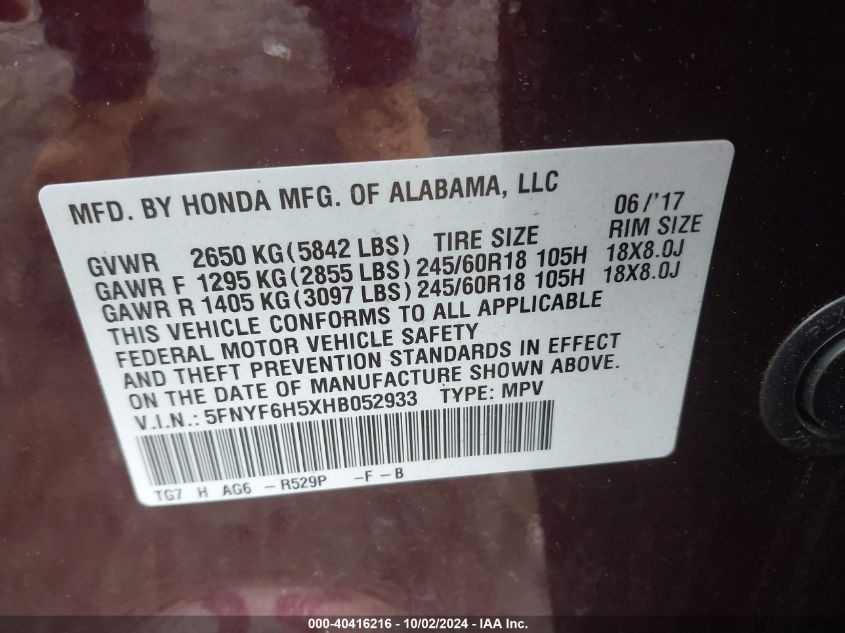 MFD. BY HONDA MFG. OF ALABAMA, LLC 06/'17
GVWR 2650 KG(5842 LBS) TIRE SIZE RIM SIZE
GAWR F 1295 KG(2855 LBS) 245/60R18 105H 18X8.0J
GAWR R 1405 KG(3097 LBS) 245/60R18 105H 18X8.0J
THIS VEHICLE CONFORMS TO ALL APPLICABLE
FEDERAL MOTOR VEHICLE SAFETY
AND THEFT PREVENTION STANDARDS IN EFFECT
ON THE DATE OF MANUFACTURE SHOWN ABOVE.
V.I.N.: 5FNYF6H5XHB052933 TYPE: MPV
TG7 H AG6 -R529P -F-B
000-40416216 - 10/02/2024 - IAA Inc.